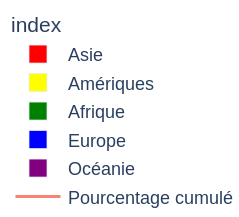 index
Asie
Amériques
Afrique
Europe
Océanie
Pourcentage cumulé